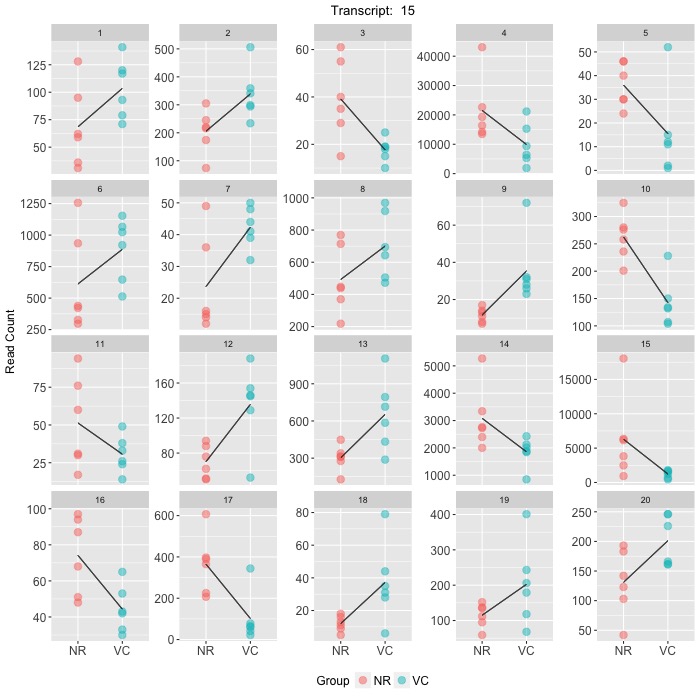 Transcript: 15
1 2 3 4 5
125 100 75 50
500 400 300 200 100
60 40 20
40000 30000 20000 10000 0
50 40 30 20 10 0
6 7 8 9 10
1250 1000 750 500 250
50 40 30 20
1000 800 600 400 200
60 40 20
300 250 200 150 100
Read Count
11 12 13 14 15
75 50 25
160 120 80
900 600 300
5000 4000 3000 2000 1000
15000 10000 5000 0
16 17 18 19 20
100 80 60 40
600 400 200 0
80 60 40 20
400 300 200 100
250 200 150 100 50
NR VC NR VC NR VC NR VC NR VC
Group NR VC